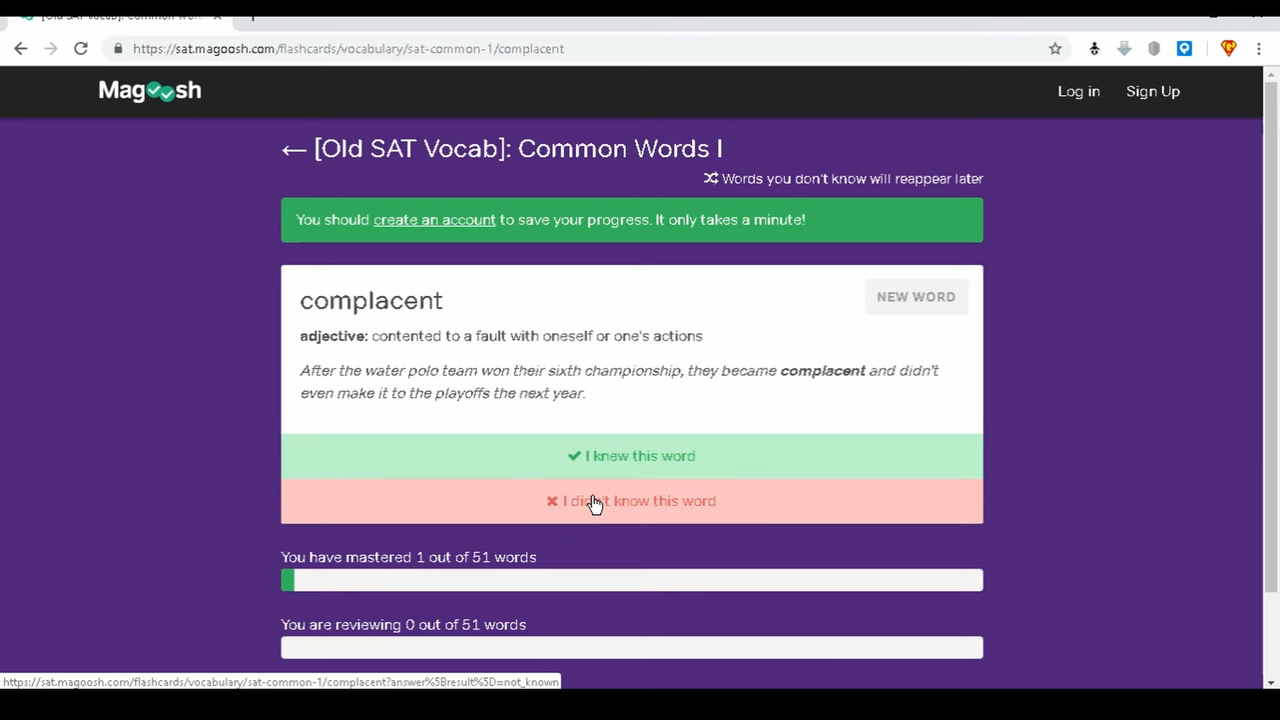 https://sat.magoosh.com/flashcards/vocabulary/sat-common-1/complacent
Magoosh
Log in
Sign Up
← [Old SAT Vocab]: Common Words I
Words you don't know will reappear later
You should create an account to save your progress. It only takes a minute!
complacent
NEW WORD
adjective: contented to a fault with oneself or one's actions
After the water polo team won their sixth championship, they became complacent and didn't
even make it to the playoffs the next year.
I knew this word
I didn't know this word
You have mastered 1 out of 51 words
You are reviewing 0 out of 51 words
https://sat.magoosh.com/flashcards/vocabulary/sat-common-1/complacent?answer%5Bresult%5D=not_known